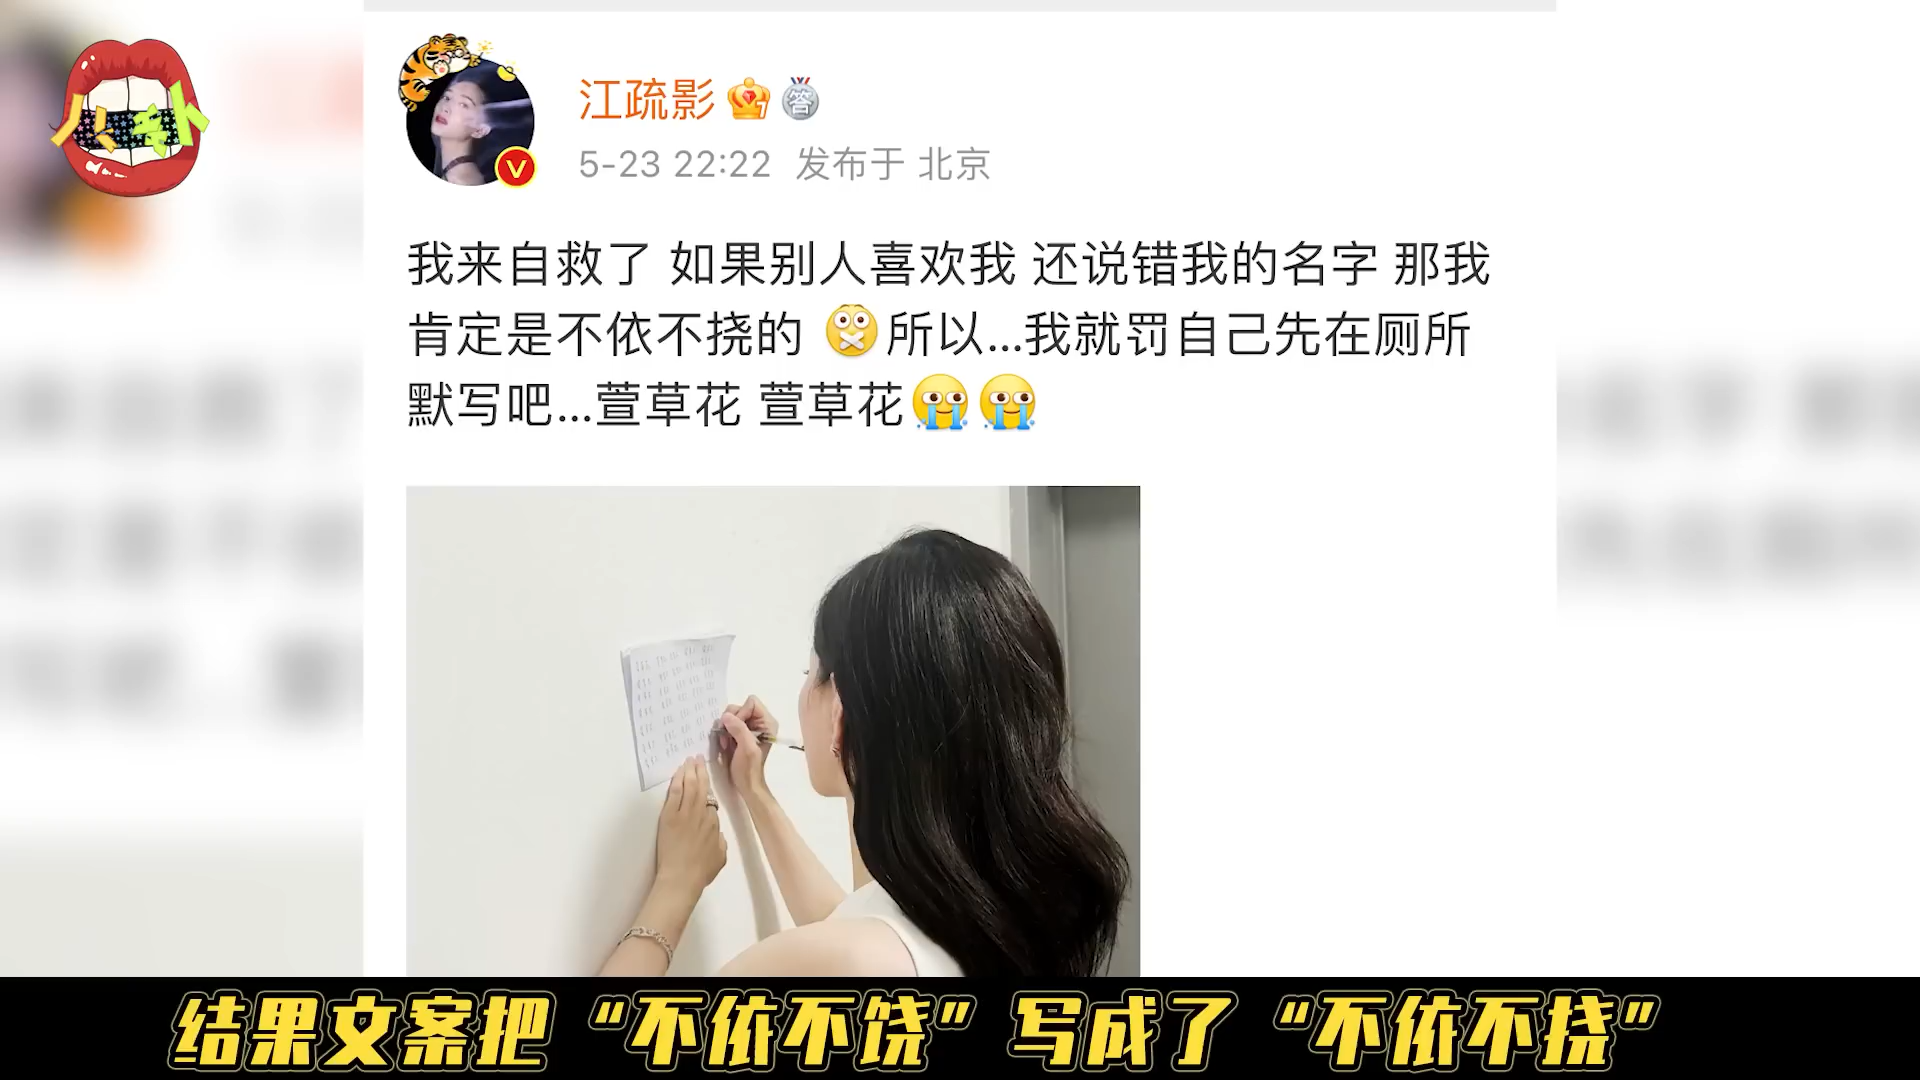 八卦
江疏影
答
5-23 22:22 发布于 北京
我来自救了 如果别人喜欢我 还说错我的名字 那我
肯定是不依不挠的 所以...我就罚自己先在厕所
默写吧...萱草花 萱草花
结果文案把“不依不饶”写成了“不依不挠”